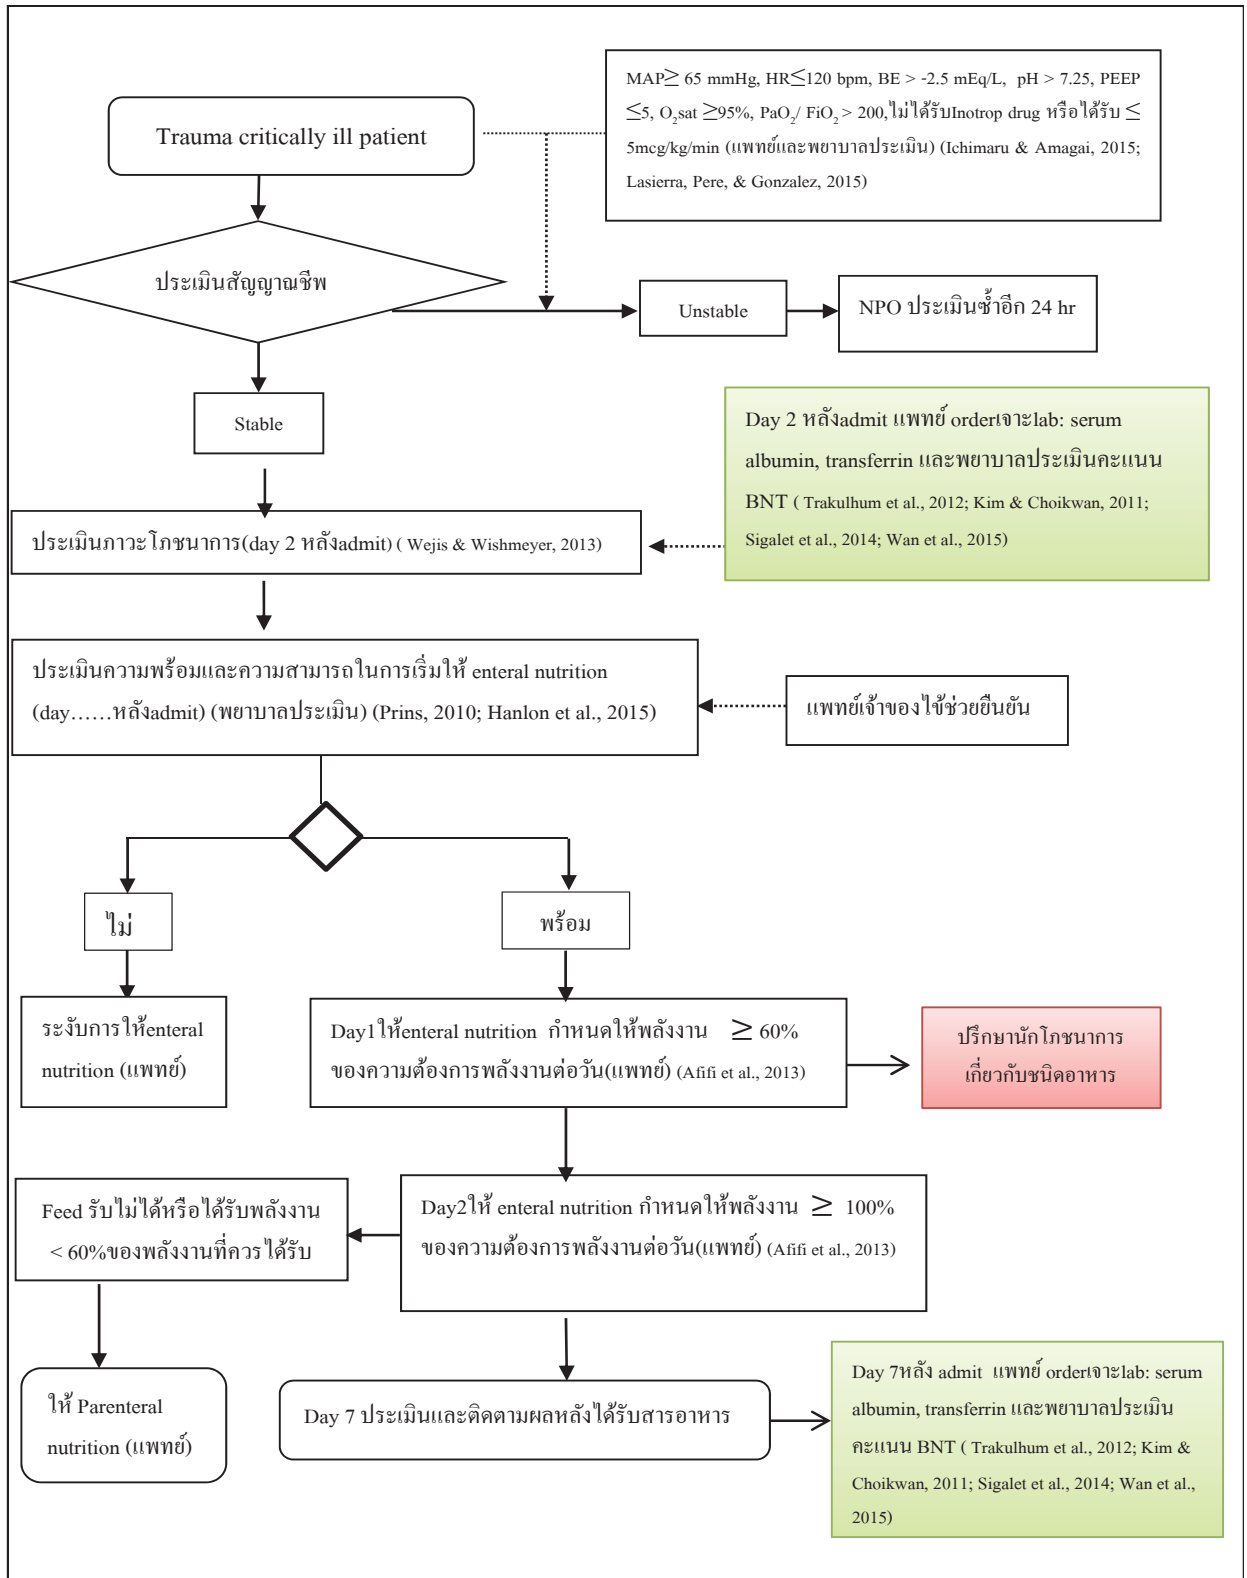 MAP≥ 65 mmHg, HR≤120 bpm, BE > -2.5 mEq/L, pH > 7.25, PEEP
≤5, O₂sat ≥95%, PaO₂/ FiO₂ > 200,ไม่ได้รับInotrop drug หรือได้รับ ≤
5mcg/kg/min (แพทย์และพยาบาลประเมิน) (Ichimaru & Amagai, 2015;
Lasierra, Pere, & Gonzalez, 2015)
Trauma critically ill patient
ประเมินสัญญาณชีพ
Unstable
NPO ประเมินซ้ำอีก 24 hr
Stable
Day 2 หลังadmit แพทย์ orderเจาะlab: serum
albumin, transferrin และพยาบาลประเมินคะแนน
BNT ( Trakulhum et al., 2012; Kim & Choikwan, 2011;
Sigalet et al., 2014; Wan et al., 2015)
ประเมินภาวะโภชนาการ(day 2 หลังadmit) ( Wejis & Wishmeyer, 2013)
ประเมินความพร้อมและความสามารถในการเริ่มให้ enteral nutrition
(day……หลังadmit) (พยาบาลประเมิน) (Prins, 2010; Hanlon et al., 2015)
แพทย์เจ้าของไข้ช่วยยืนยัน
ไม่
พร้อม
ระงับการให้enteral
nutrition (แพทย์)
Day1ให้enteral nutrition กำหนดให้พลังงาน ≥ 60%
ของความต้องการพลังงานต่อวัน(แพทย์) (Afifi et al., 2013)
ปรึกษานักโภชนาการ
เกี่ยวกับชนิดอาหาร
Feed รับไม่ได้หรือได้รับพลังงาน
< 60%ของพลังงานที่ควรได้รับ
Day2ให้ enteral nutrition กำหนดให้พลังงาน ≥ 100%
ของความต้องการพลังงานต่อวัน(แพทย์) (Afifi et al., 2013)
ให้ Parenteral
nutrition (แพทย์)
Day 7 ประเมินและติดตามผลหลังได้รับสารอาหาร
Day 7หลัง admit แพทย์ orderเจาะlab: serum
albumin, transferrin และพยาบาลประเมิน
คะแนน BNT ( Trakulhum et al., 2012; Kim &
Choikwan, 2011; Sigalet et al., 2014; Wan et al.,
2015)